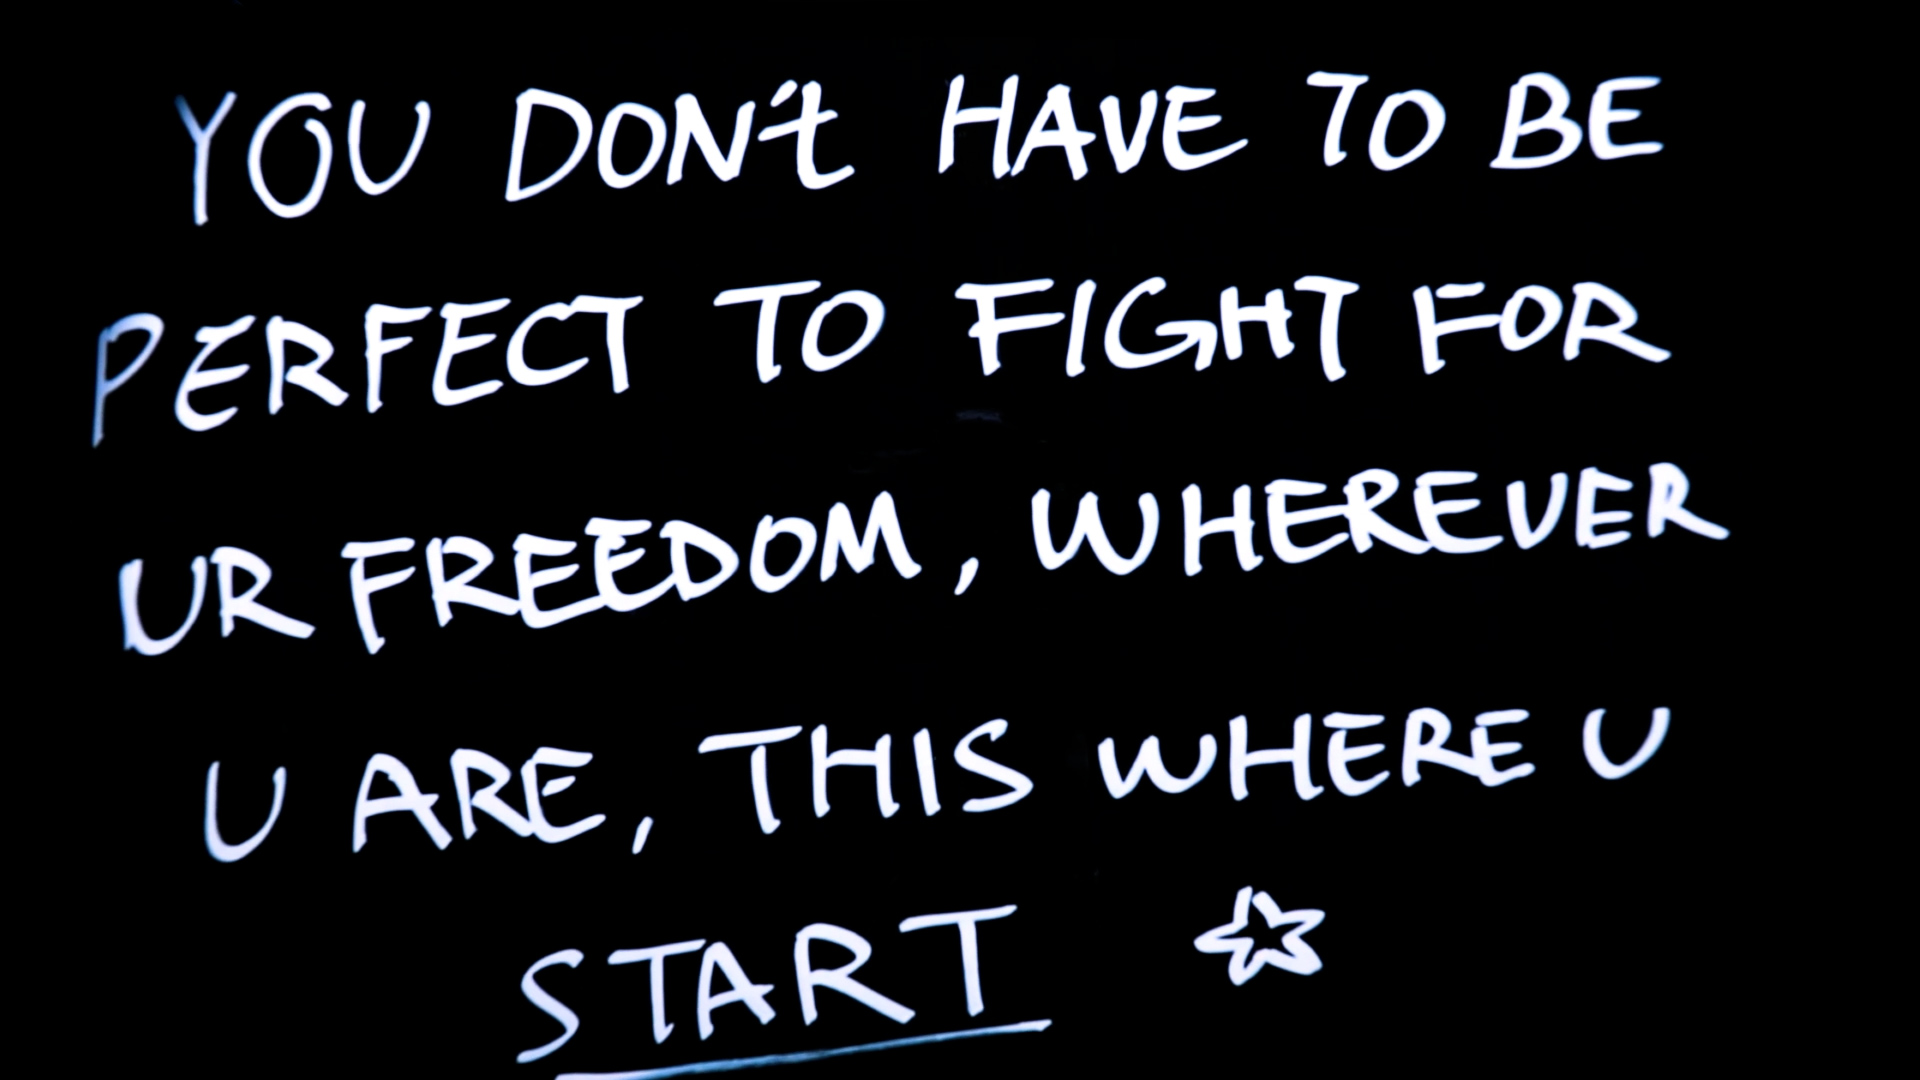 YOU DON't HAVE TO BE
PERFECT TO FIGHT FOR
UR FREEDOM, WHEREVER
U ARE, THIS WHERE U
START ☆